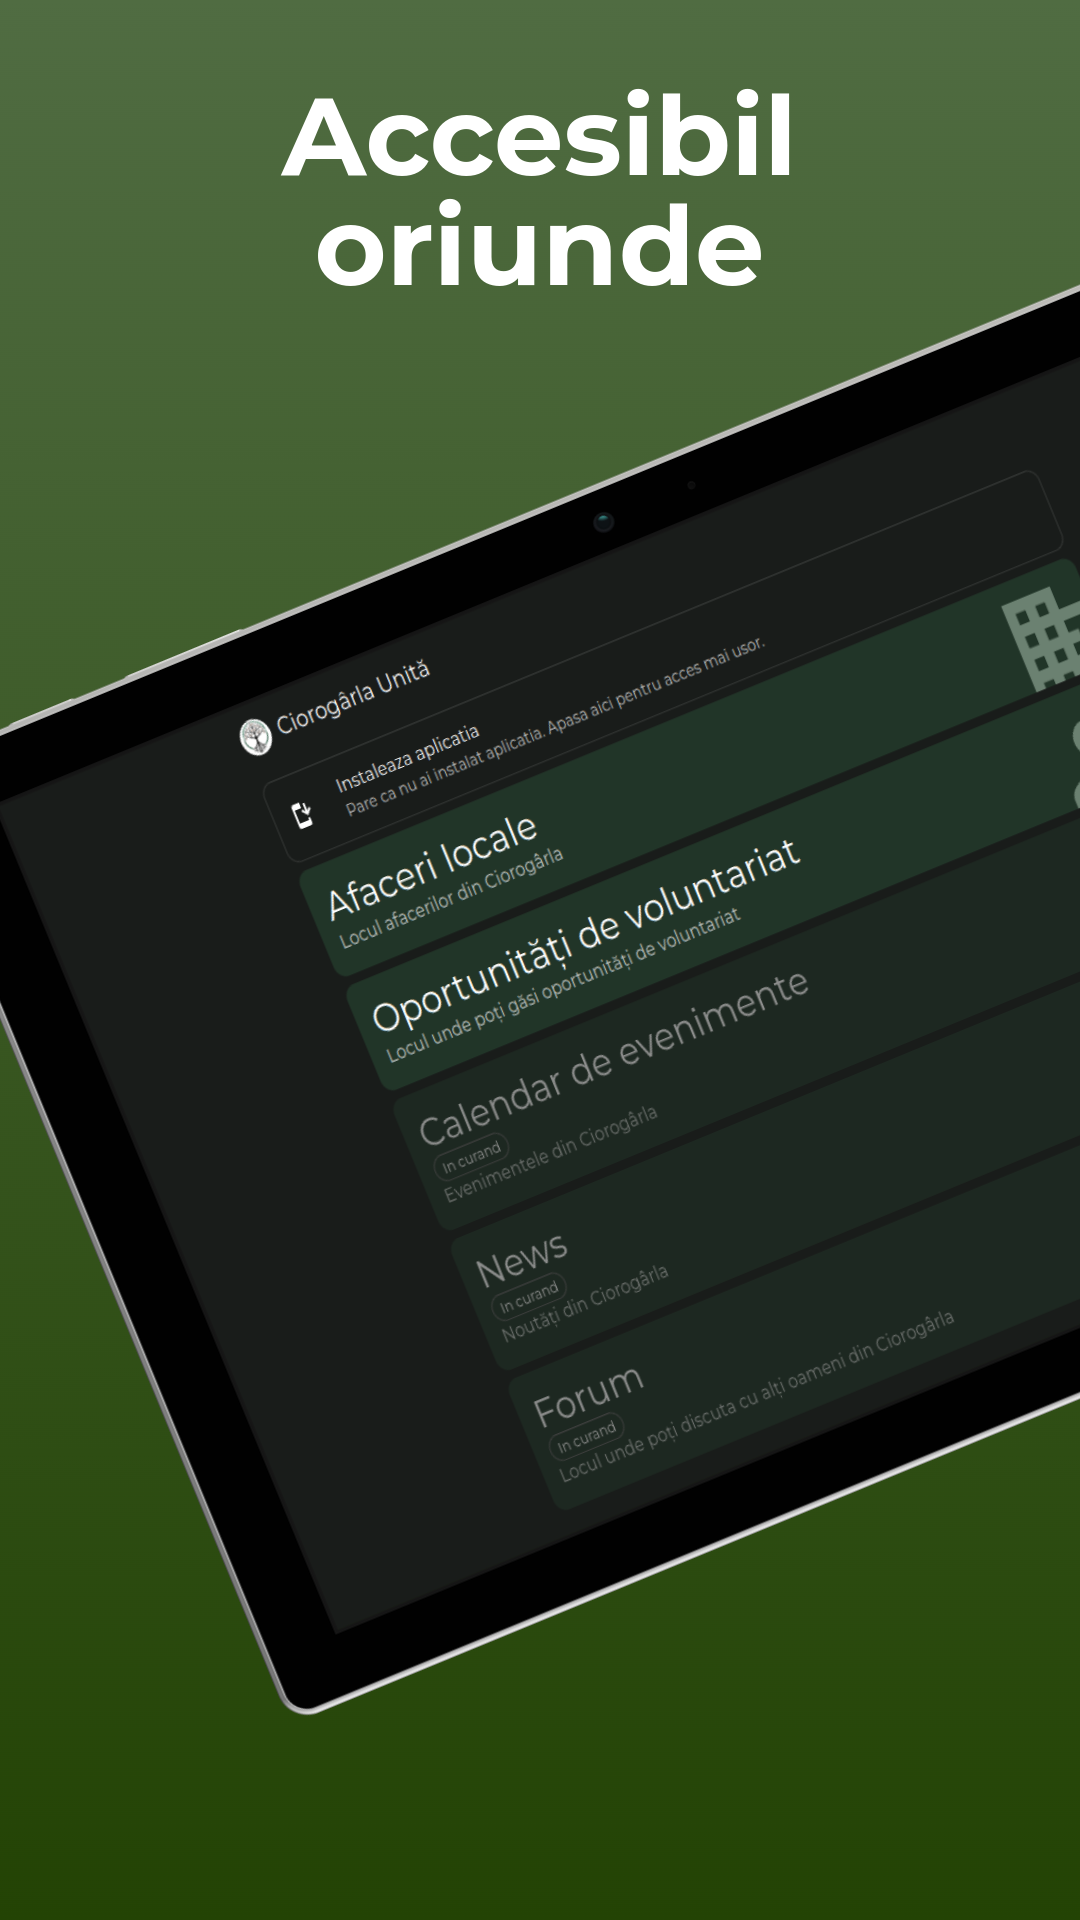 Accesibil
oriunde
Ciorogârla Unită
Instaleaza aplicatia
Pare ca nu ai instalat aplicatia. Apasa aici pentru acces mai usor.
Afaceri locale
Locul afacerilor din Ciorogârla
Oportunități de voluntariat
Locul unde poți găsi oportunități de voluntariat
Calendar de evenimente
In curand
Evenimentele din Ciorogârla
News
In curand
Noutăți din Ciorogârla
Forum
In curand
Locul unde poți discuta cu alți oameni din Ciorogârla